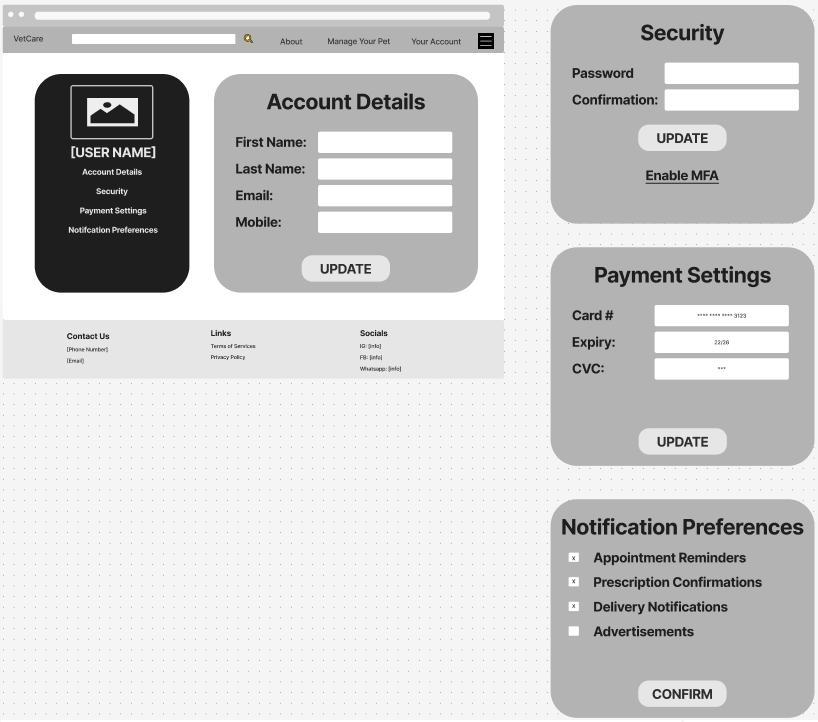 VetCare
About
Manage Your Pet
Your Account
[USER NAME]
Account Details
Security
Payment Settings
Notifcation Preferences
Account Details
First Name:
Last Name:
Email:
Mobile:
UPDATE
Contact Us
[Phone Number]
[Email]
Links
Terms of Services
Privacy Policy
Socials
IG: [info]
FB: [info]
Whatsapp: [info]
Security
Password
Confirmation:
UPDATE
Enable MFA
Payment Settings
Card # **** **** **** 3123
Expiry: 22/26
CVC: ***
UPDATE
Notification Preferences
x Appointment Reminders
x Prescription Confirmations
x Delivery Notifications
Advertisements
CONFIRM